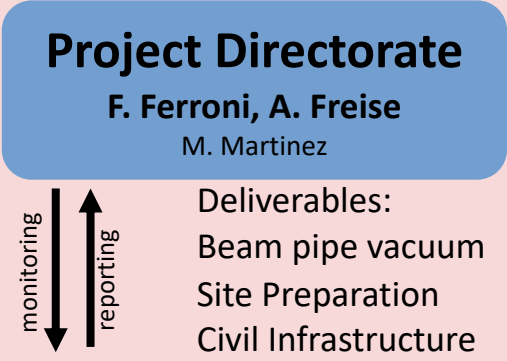 Project Directorate
F. Ferroni, A. Freise
M. Martinez
monitoring
reporting
Deliverables:
Beam pipe vacuum
Site Preparation
Civil Infrastructure